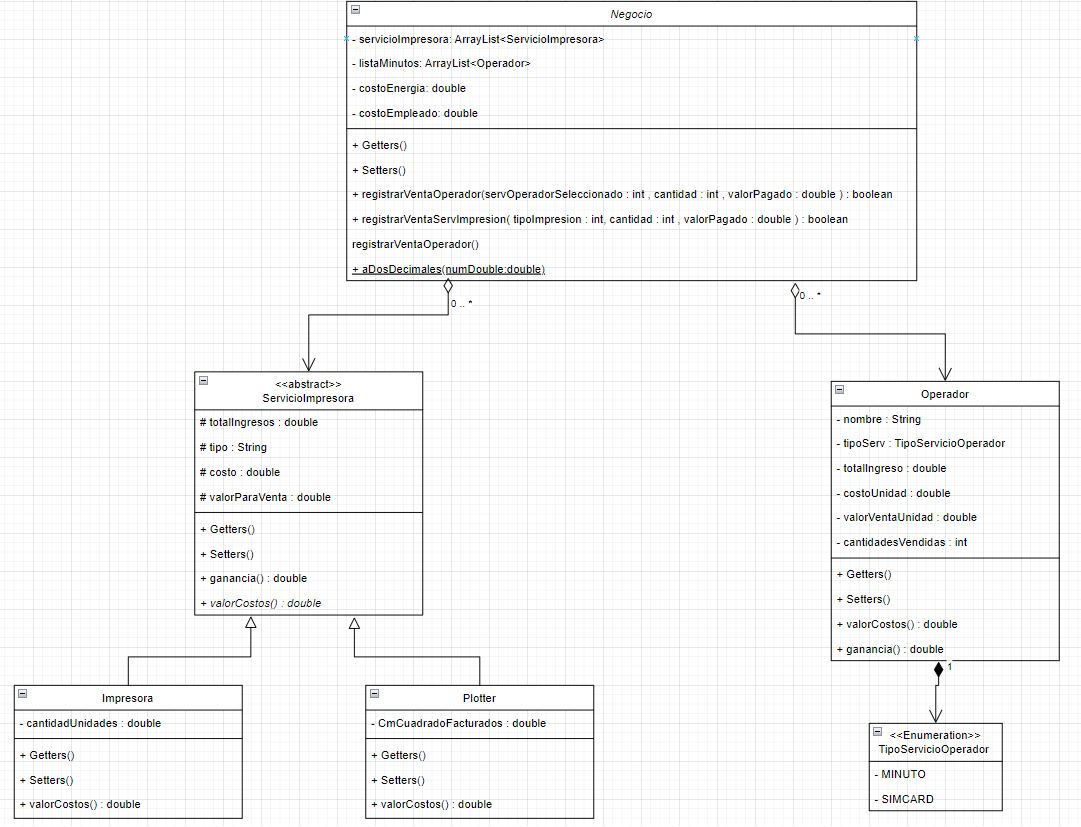 Negocio
- servicioImpresora: ArrayList<ServicioImpresora>
- listaMinutos: ArrayList<Operador>
- costoEnergia: double
- costoEmpleado: double
+ Getters()
+ Setters()
+ registrarVentaOperador(servOperadorSeleccionado : int , cantidad : int , valorPagado : double ) : boolean
+ registrarVentaServImpresion( tipoImpresion : int, cantidad : int , valorPagado : double ) : boolean
registrarVentaOperador()
+ aDosDecimales(numDouble:double)
0 .. *
0 .. *
<<abstract>>
ServicioImpresora
# totalIngresos : double
# tipo : String
# costo : double
# valorParaVenta : double
+ Getters()
+ Setters()
+ ganancia() : double
+ valorCostos() : double
Operador
- nombre : String
- tipoServ : TipoServicioOperador
- totalIngreso : double
- costoUnidad : double
- valorVentaUnidad : double
- cantidadesVendidas : int
+ Getters()
+ Setters()
+ valorCostos() : double
+ ganancia() : double
1
Impresora
- cantidadUnidades : double
+ Getters()
+ Setters()
+ valorCostos() : double
Plotter
- CmCuadradoFacturados : double
+ Getters()
+ Setters()
+ valorCostos() : double
<<Enumeration>>
TipoServicioOperador
- MINUTO
- SIMCARD